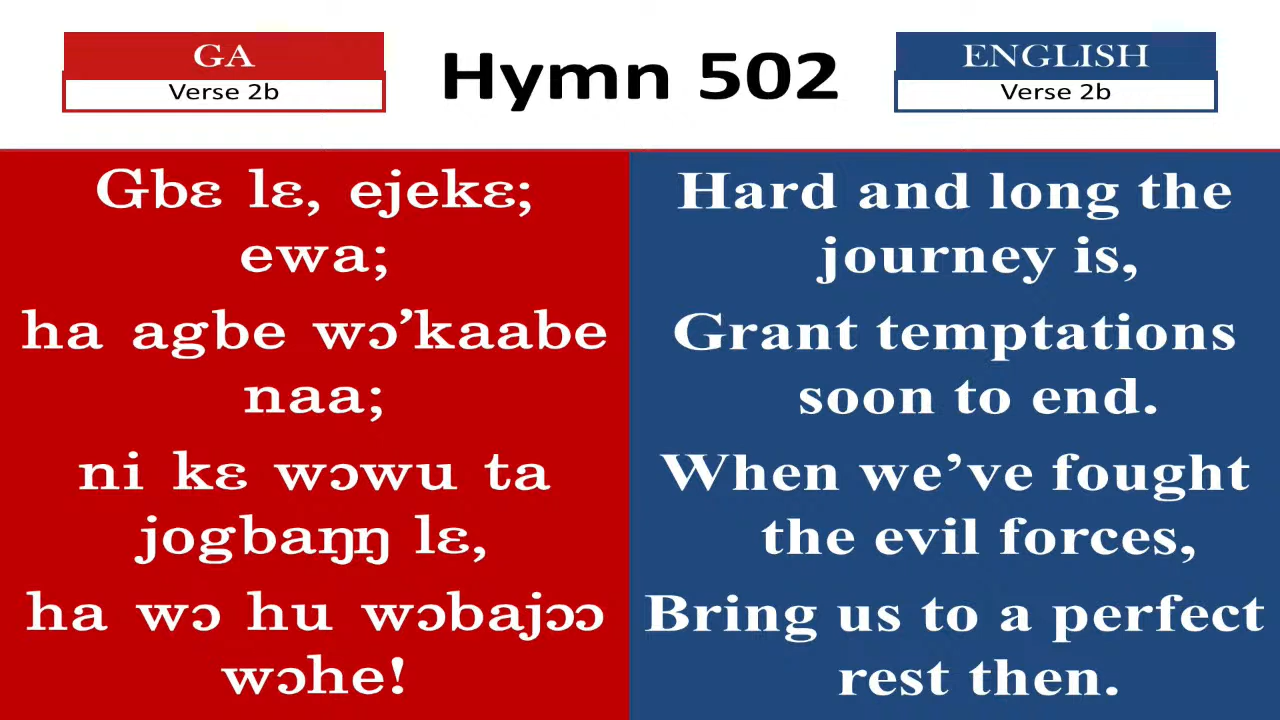 GA
Verse 2b
Hymn 502
ENGLISH
Verse 2b
Gbɛ lɛ, ejekɛ;
ewa;
ha agbe wɔ’kaabe
naa;
ni kɛ wɔwu ta
jogbaŋŋ lɛ,
ha wɔ hu wɔbajɔɔ
wɔhe!
Hard and long the
journey is,
Grant temptations
soon to end.
When we’ve fought
the evil forces,
Bring us to a perfect
rest then.